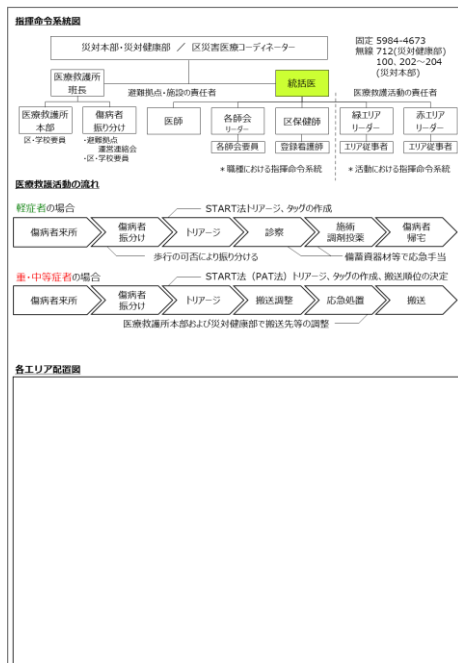 指揮命令系統図
災対本部・災対健康部 ／ 区災害医療コーディネーター
固定 5984-4673
無線 712(災対健康部)
100, 202～204
(災対本部)
医療救護所
班長
避難拠点・施設の責任者
統括医
医療救護活動の責任者
医療救護所
本部
傷病者
振り分け
医師
各師会
リーダー
区保健師
緑エリア
リーダー
赤エリア
リーダー
区・学校要員
・避難拠点
運営連絡会
・区・学校要員
各師会要員
登録看護師
エリア従事者
エリア従事者
＊職種における指揮命令系統
＊活動における指揮命令系統
医療救護活動の流れ
軽症者の場合
START法トリアージ、タッグの作成
傷病者来所
傷病者
振分け
トリアージ
診察
施術
調剤投薬
傷病者
帰宅
歩行の可否により振り分ける
備蓄資器材等で応急手当
重・中等症者の場合
START法（PAT法）トリアージ、タッグの作成、搬送順位の決定
傷病者来所
傷病者
振分け
トリアージ
搬送調整
応急処置
搬送
医療救護所本部および災対健康部で搬送先等の調整
各エリア配置図